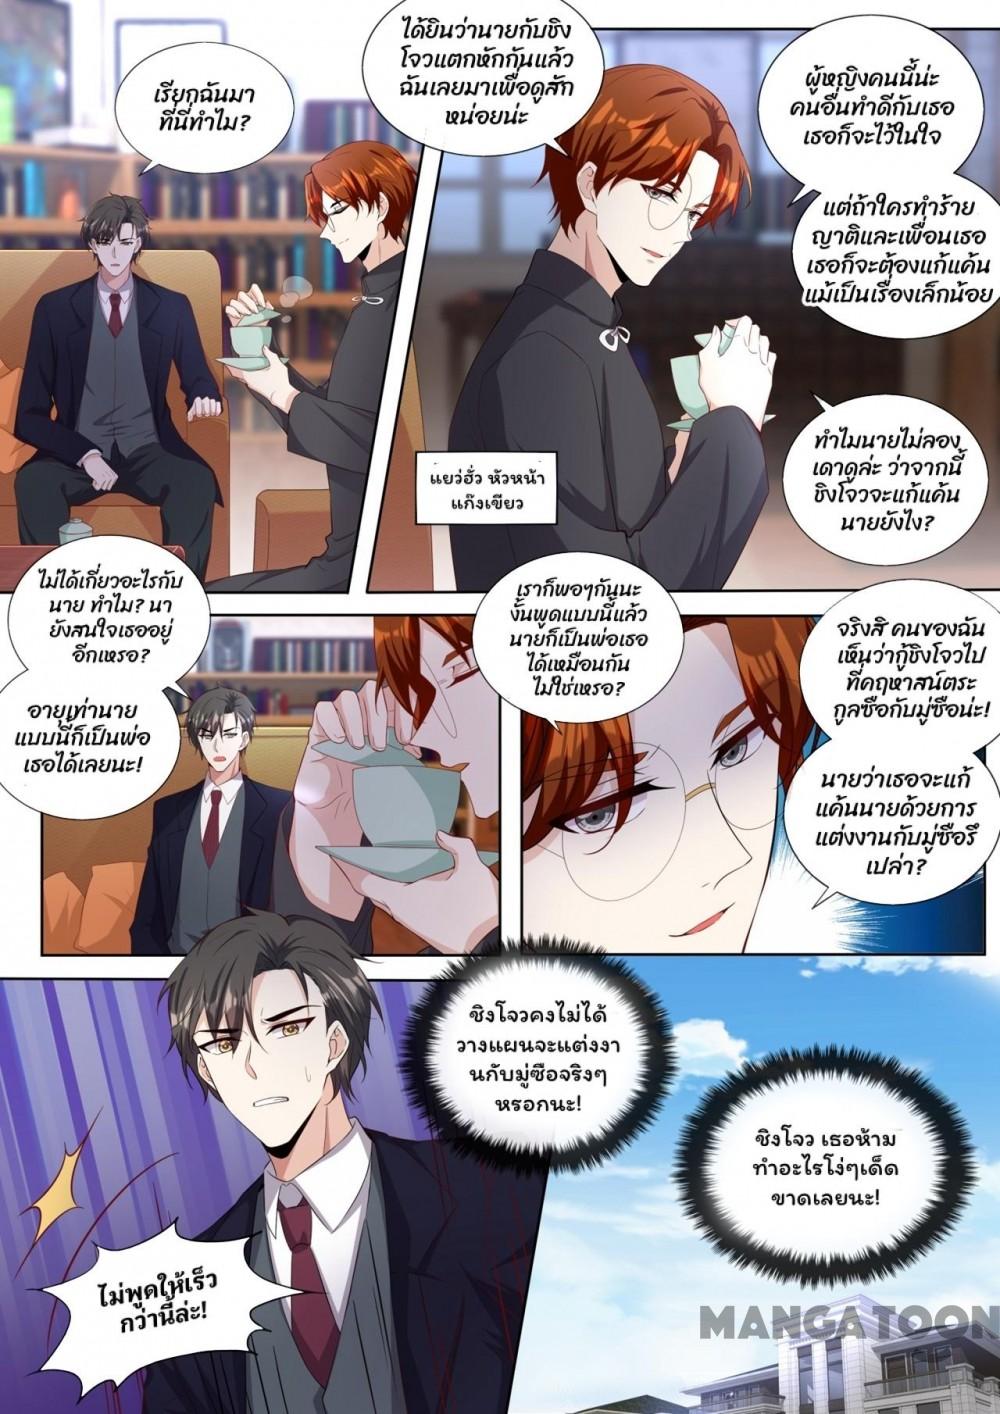 เรียกฉันมา
ที่นี่ทำไม?
ได้ยินว่านายกับชิง
โจวแตกหักกันแล้ว
ฉันเลยมาเพื่อดูสัก
หน่อยน่ะ
ผู้หญิงคนนี้น่ะ
คนอื่นทำดีกับเธอ
เธอก็จะไว้ในใจ
แต่ถ้าใครทำร้าย
ญาติและเพื่อนเธอ
เธอก็จะต้องแก้แค้น
แม้เป็นเรื่องเล็กน้อย
แยว่ฮั่ว หัวหน้า
แก๊งเขียว
ทำไมนายไม่ลอง
เดาดูล่ะ ว่าจากนี้
ชิงโจวจะแก้แค้น
นายยังไง?
ไม่ได้เกี่ยวอะไรกับ
นาย ทำไม? นา
ยังสนใจเธออยู่
อีกเหรอ?
อายุเท่านาย
แบบนี้ก็เป็นพ่อ
เธอได้เลยนะ!
เราก็พอๆกันนะ
งั้นพูดแบบนี้แล้ว
นายก็เป็นพ่อเธอ
ได้เหมือนกัน
ไม่ใช่เหรอ?
จริงสิ คนของฉัน
เห็นว่ากู้ชิงโจวไป
ที่คฤหาสน์ตระ
กูลซือกับมู่ซือน่ะ!
นายว่าเธอจะแก้
แค้นนายด้วยการ
แต่งงานกับมู่ซือรึ
เปล่า?
ชิงโจวคงไม่ได้
วางแผนจะแต่งงา
นกับมู่ซือจริงๆ
หรอกนะ!
ชิงโจว เธอห้าม
ทำอะไรโง่ๆเด็ด
ขาดเลยนะ!
ไม่พูดให้เร็ว
กว่านี้ล่ะ!
MANGATOON